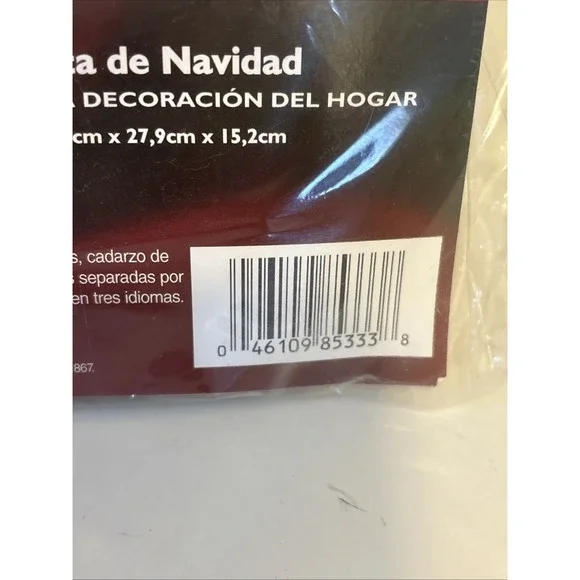 de Navidad
DECORACIÓN DEL HOGAR
cm x 27,9cm x 15,2cm
cadarzo de
separadas por
en tres idiomas.
867.
0 46109 85333 8